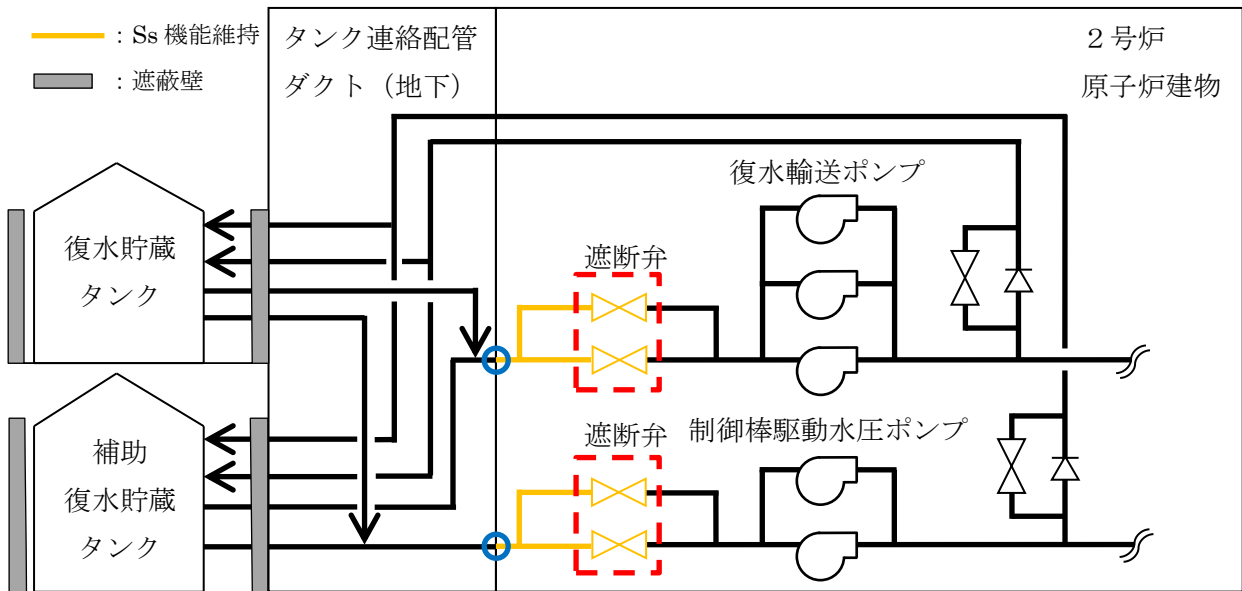 ：Ss 機能維持
：遮蔽壁
タンク連絡配管
ダクト（地下）
２号炉
原子炉建物
復水輸送ポンプ
復水貯蔵
タンク
遮断弁
制御棒駆動水圧ポンプ
遮断弁
補助
復水貯蔵
タンク